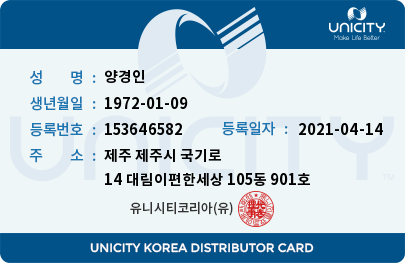 UNICITY
Make Life Better
성 명 : 양경인
생년월일 : 1972-01-09
등록번호 : 153646582 등록일자 : 2021-04-14
주 소 : 제주 제주시 국기로
14 대림이편한세상 105동 901호
유니시티코리아(유)
UNICITY
UNICITY KOREA DISTRIBUTOR CARD